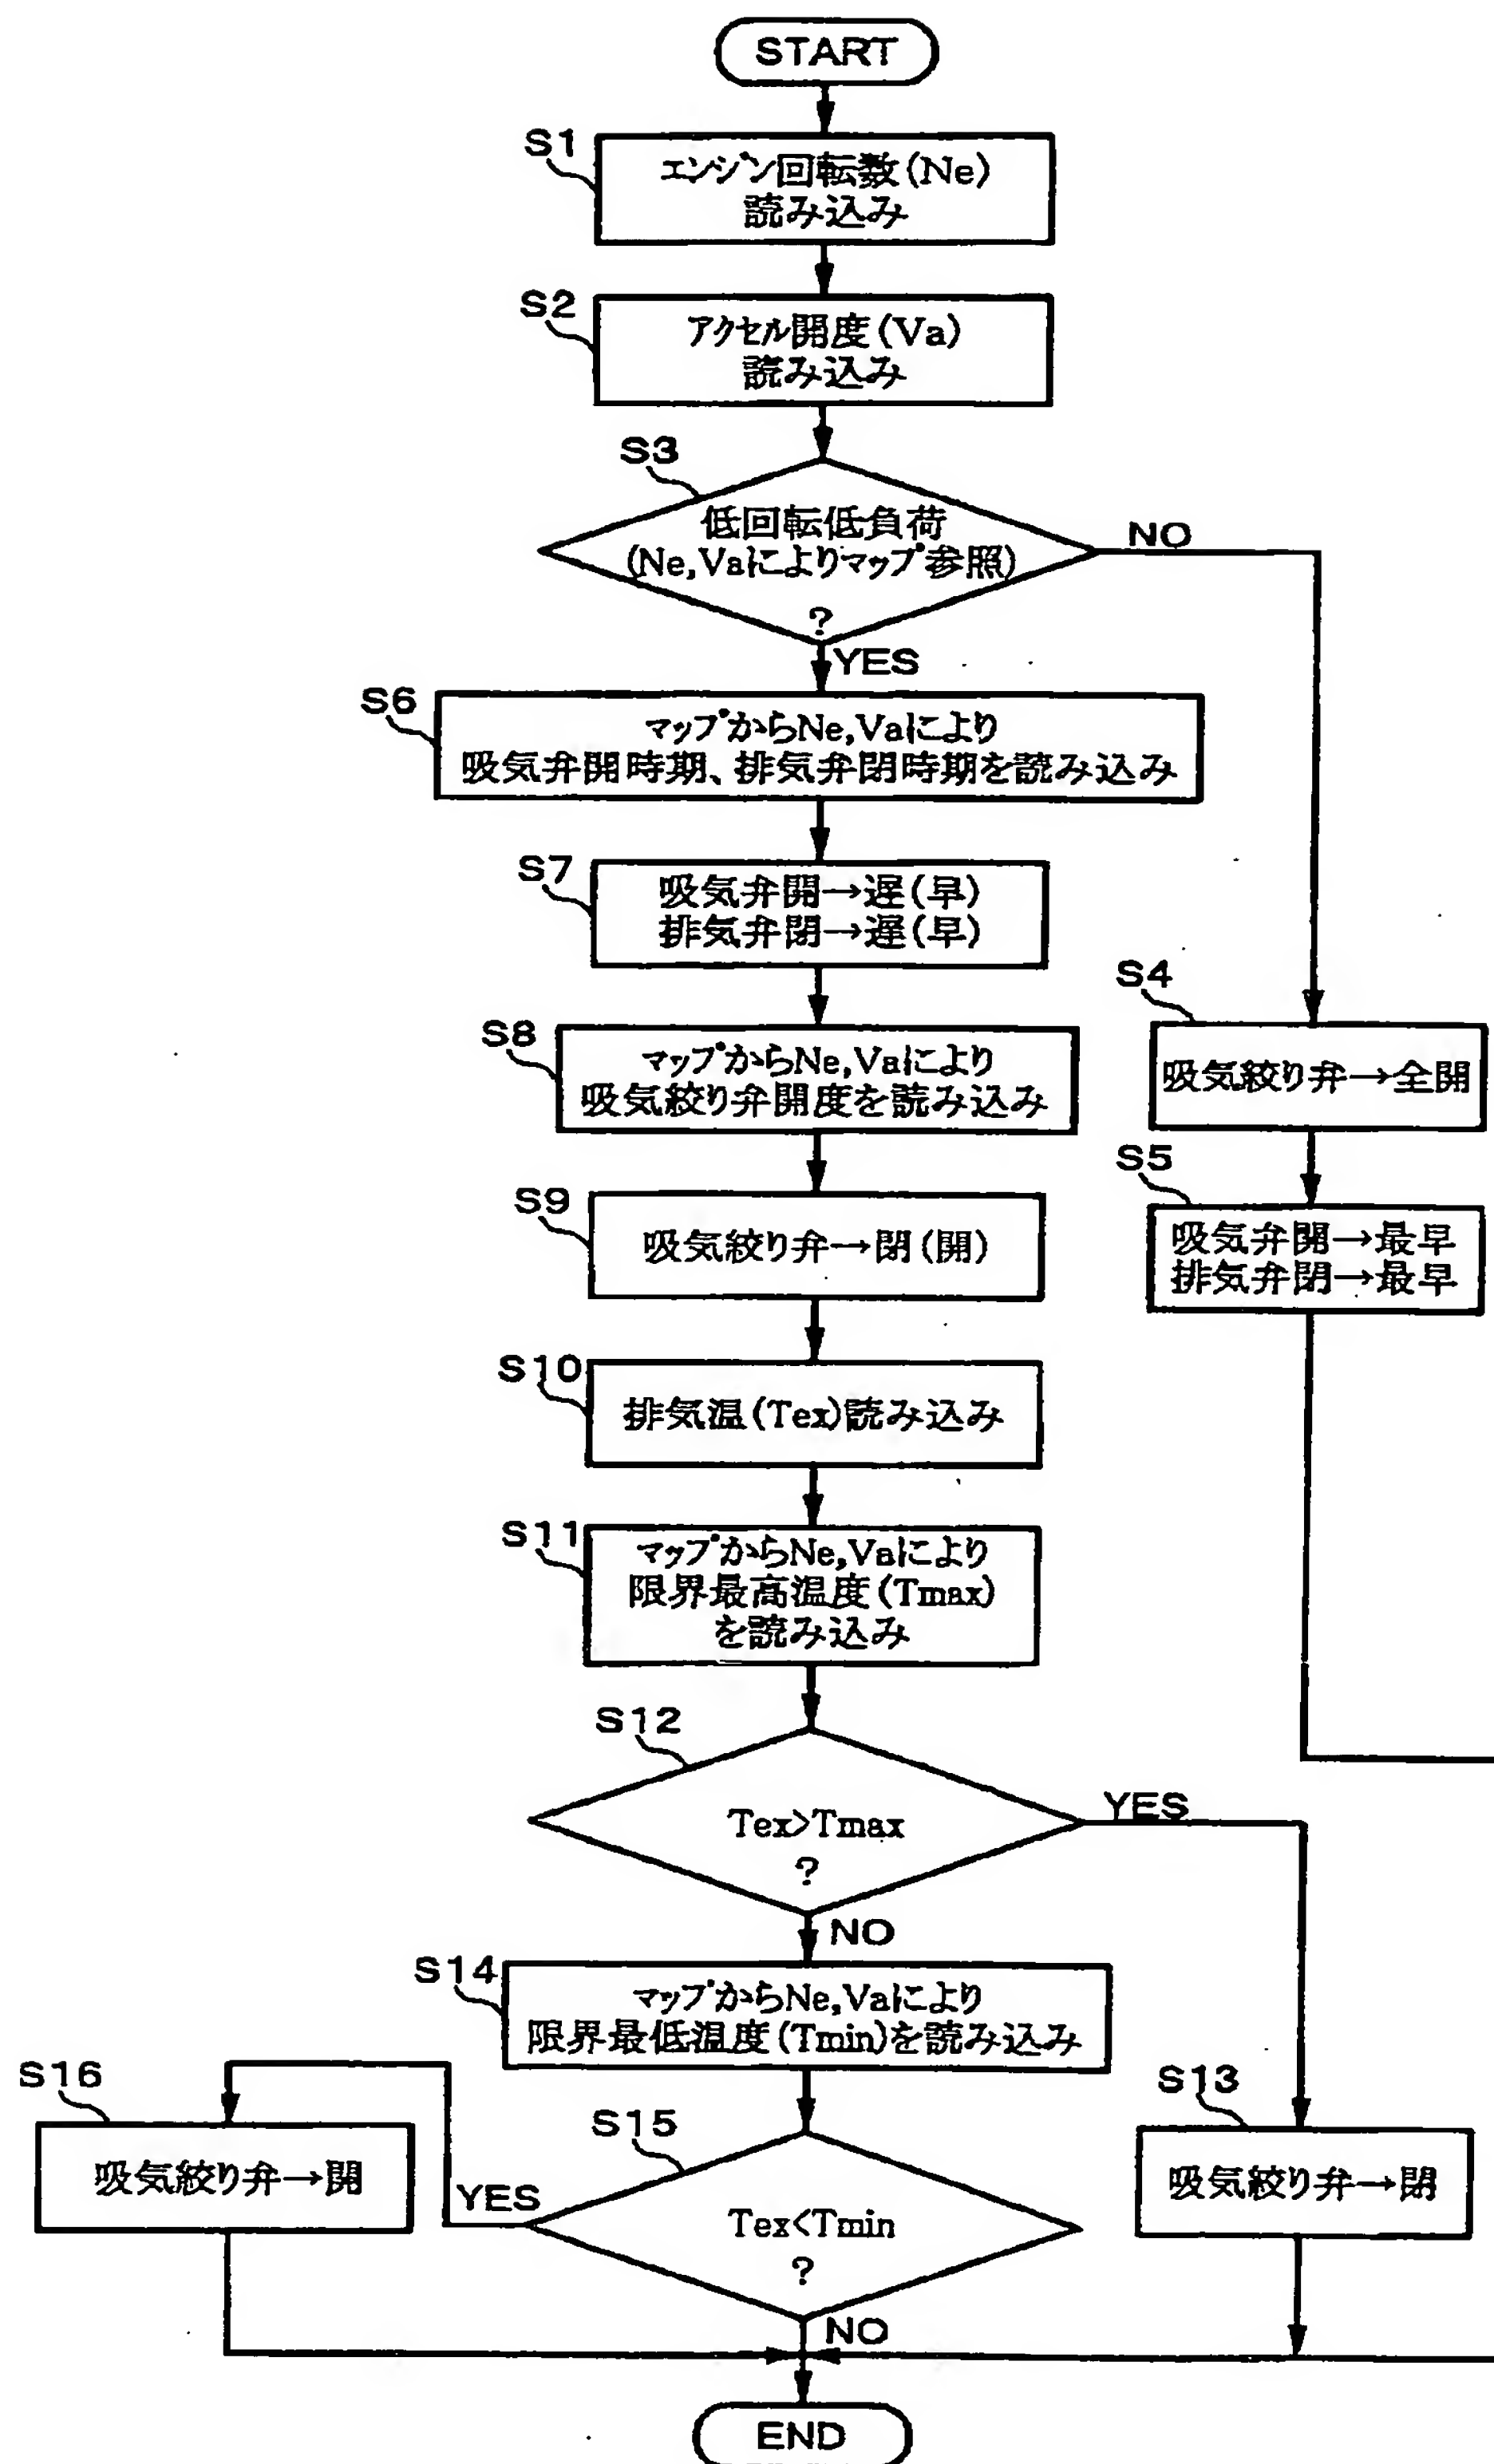 START
S1
エンジン回転数(Ne)
読み込み
S2
アクセル開度(Va)
読み込み
S3
低回転低負荷
(Ne,Vaによりマップ参照)
?
NO
YES
S6
マップからNe,Vaにより
吸気弁開時期、排気弁閉時期を読み込み
S7
吸気弁開→遅(早)
排気弁閉→遅(早)
S8
マップからNe,Vaにより
吸気絞り弁開度を読み込み
S4
吸気絞り弁→全開
S5
吸気弁開→最早
排気弁閉→最早
S9
吸気絞り弁→閉(開)
S10
排気温(Tex)読み込み
S11
マップからNe,Vaにより
限界最高温度(Tmax)
を読み込み
S12
Tex>Tmax
?
YES
NO
S14
マップからNe,Vaにより
限界最低温度(Tmin)を読み込み
S16
吸気絞り弁→開
S15
YES
Tex<Tmin
?
S13
吸気絞り弁→閉
NO
END